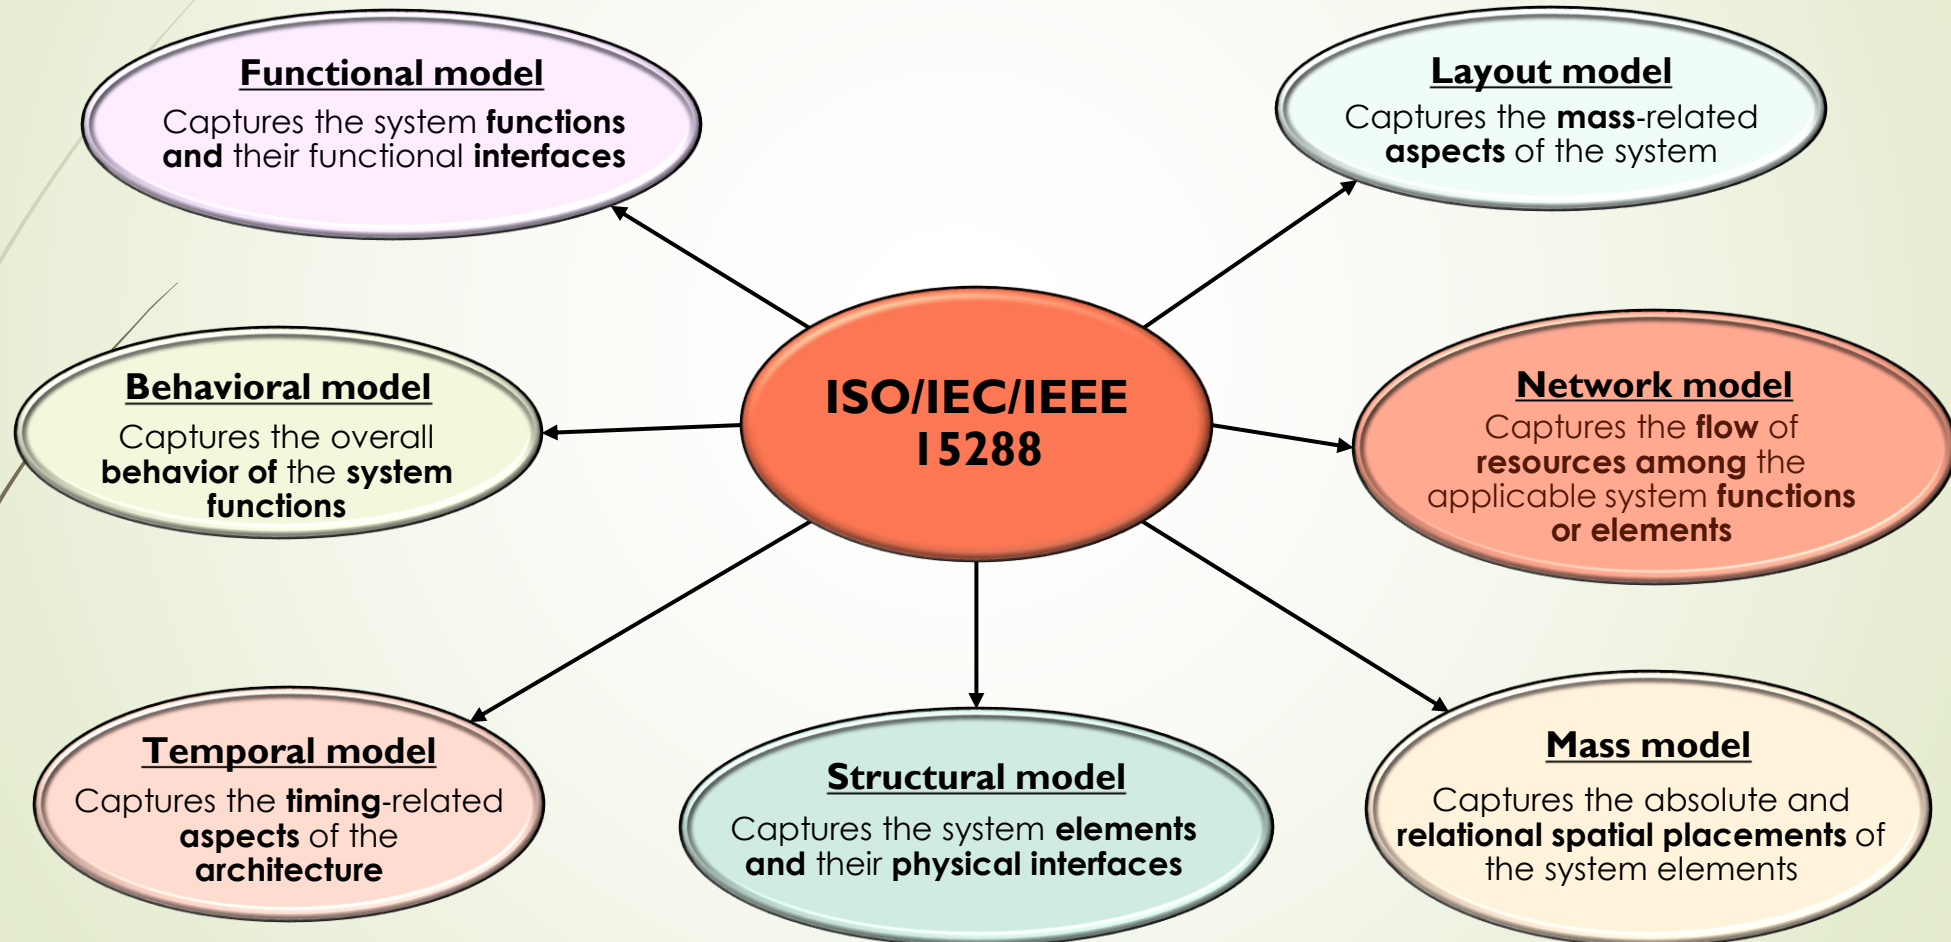 Functional model
Captures the system functions
and their functional interfaces
Layout model
Captures the mass-related
aspects of the system
Behavioral model
Captures the overall
behavior of the system
functions
ISO/IEC/IEEE
15288
Network model
Captures the flow of
resources among the
applicable system functions
or elements
Temporal model
Captures the timing-related
aspects of the
architecture
Structural model
Captures the system elements
and their physical interfaces
Mass model
Captures the absolute and
relational spatial placements of
the system elements